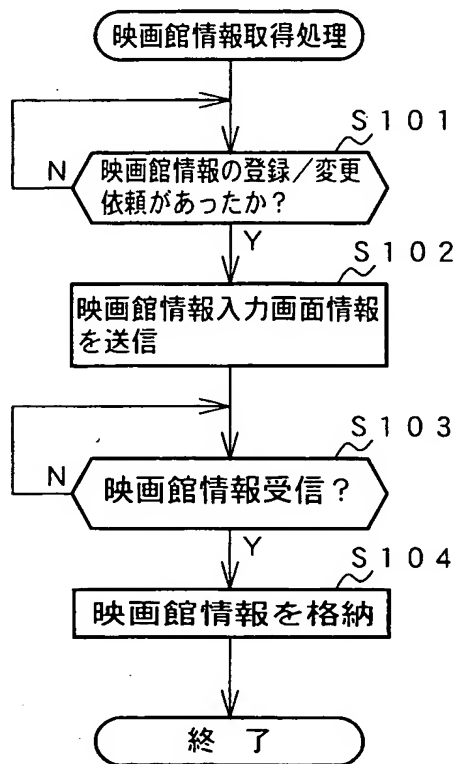 映画館情報取得処理
S101
映画館情報の登録／変更
依頼があったか？
N
Y
S102
映画館情報入力画面情報
を送信
S103
映画館情報受信？
N
Y
S104
映画館情報を格納
終了